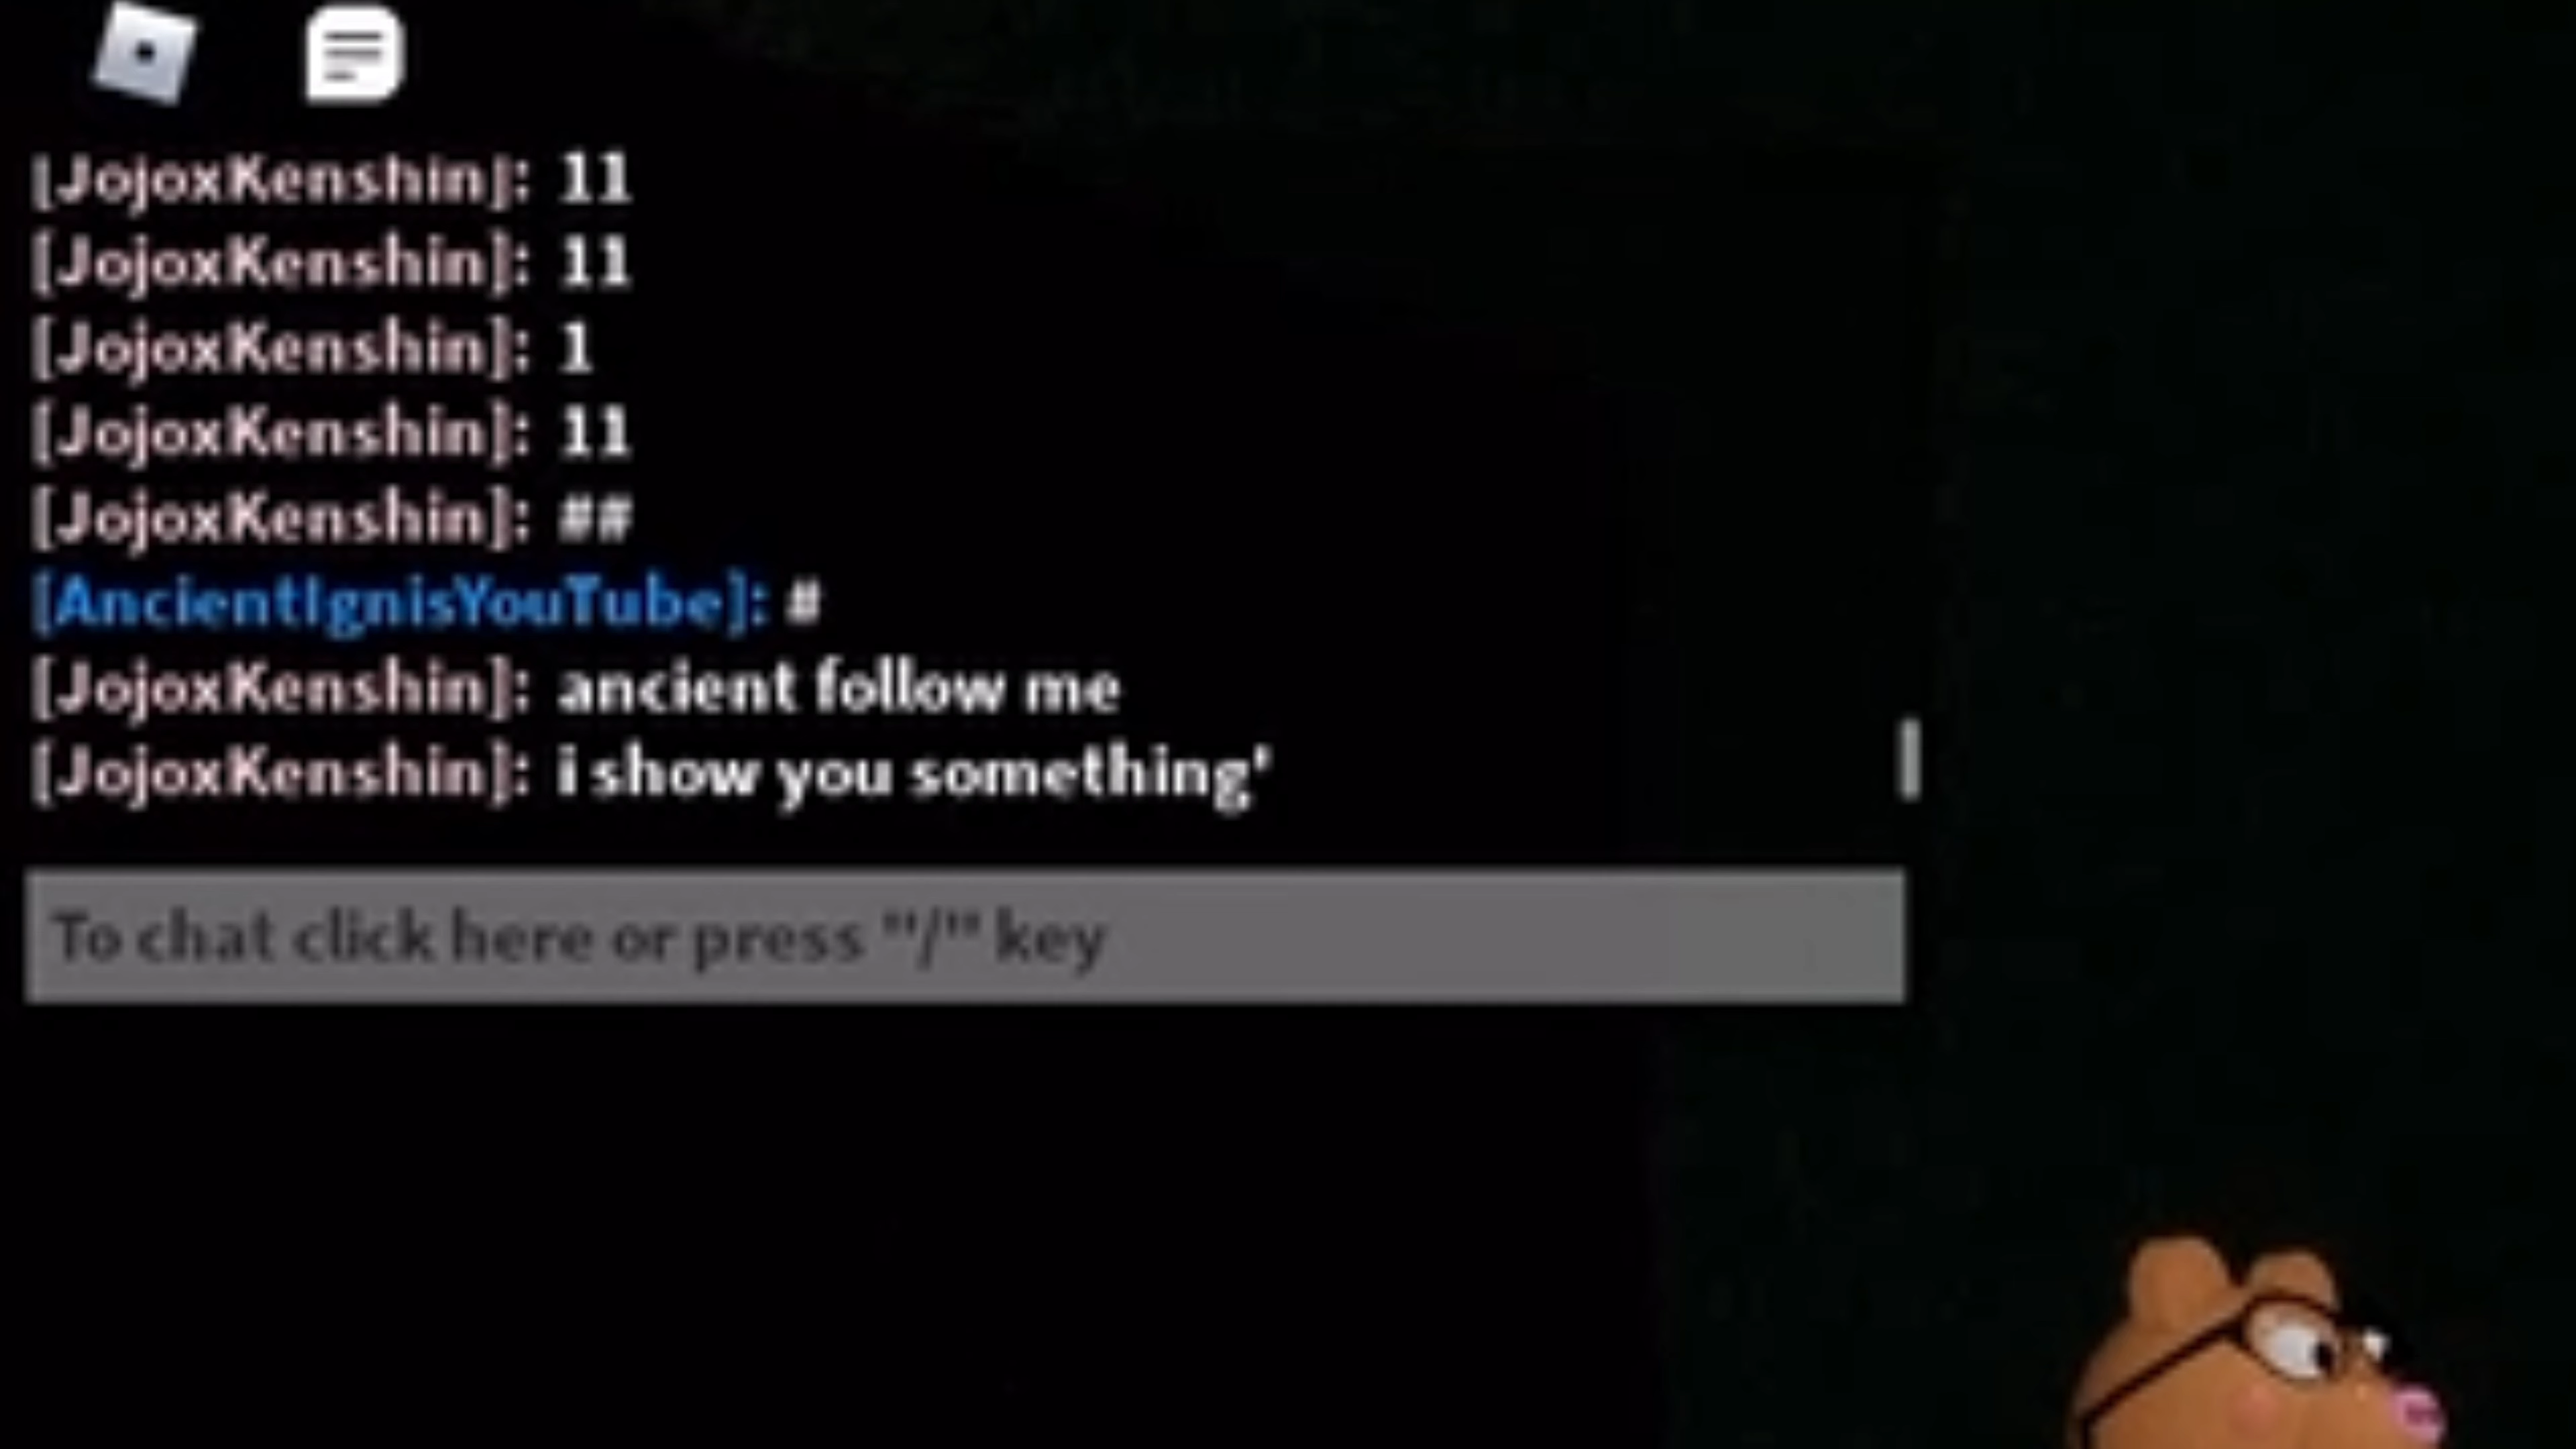 [JojoxKenshin]: 11
[JojoxKenshin]: 11
[JojoxKenshin]: 1
[JojoxKenshin]: 11
[JojoxKenshin]: ##
[AncientIgnisYouTube]: #
[JojoxKenshin]: ancient follow me
[JojoxKenshin]: i show you something'
To chat click here or press "/" key